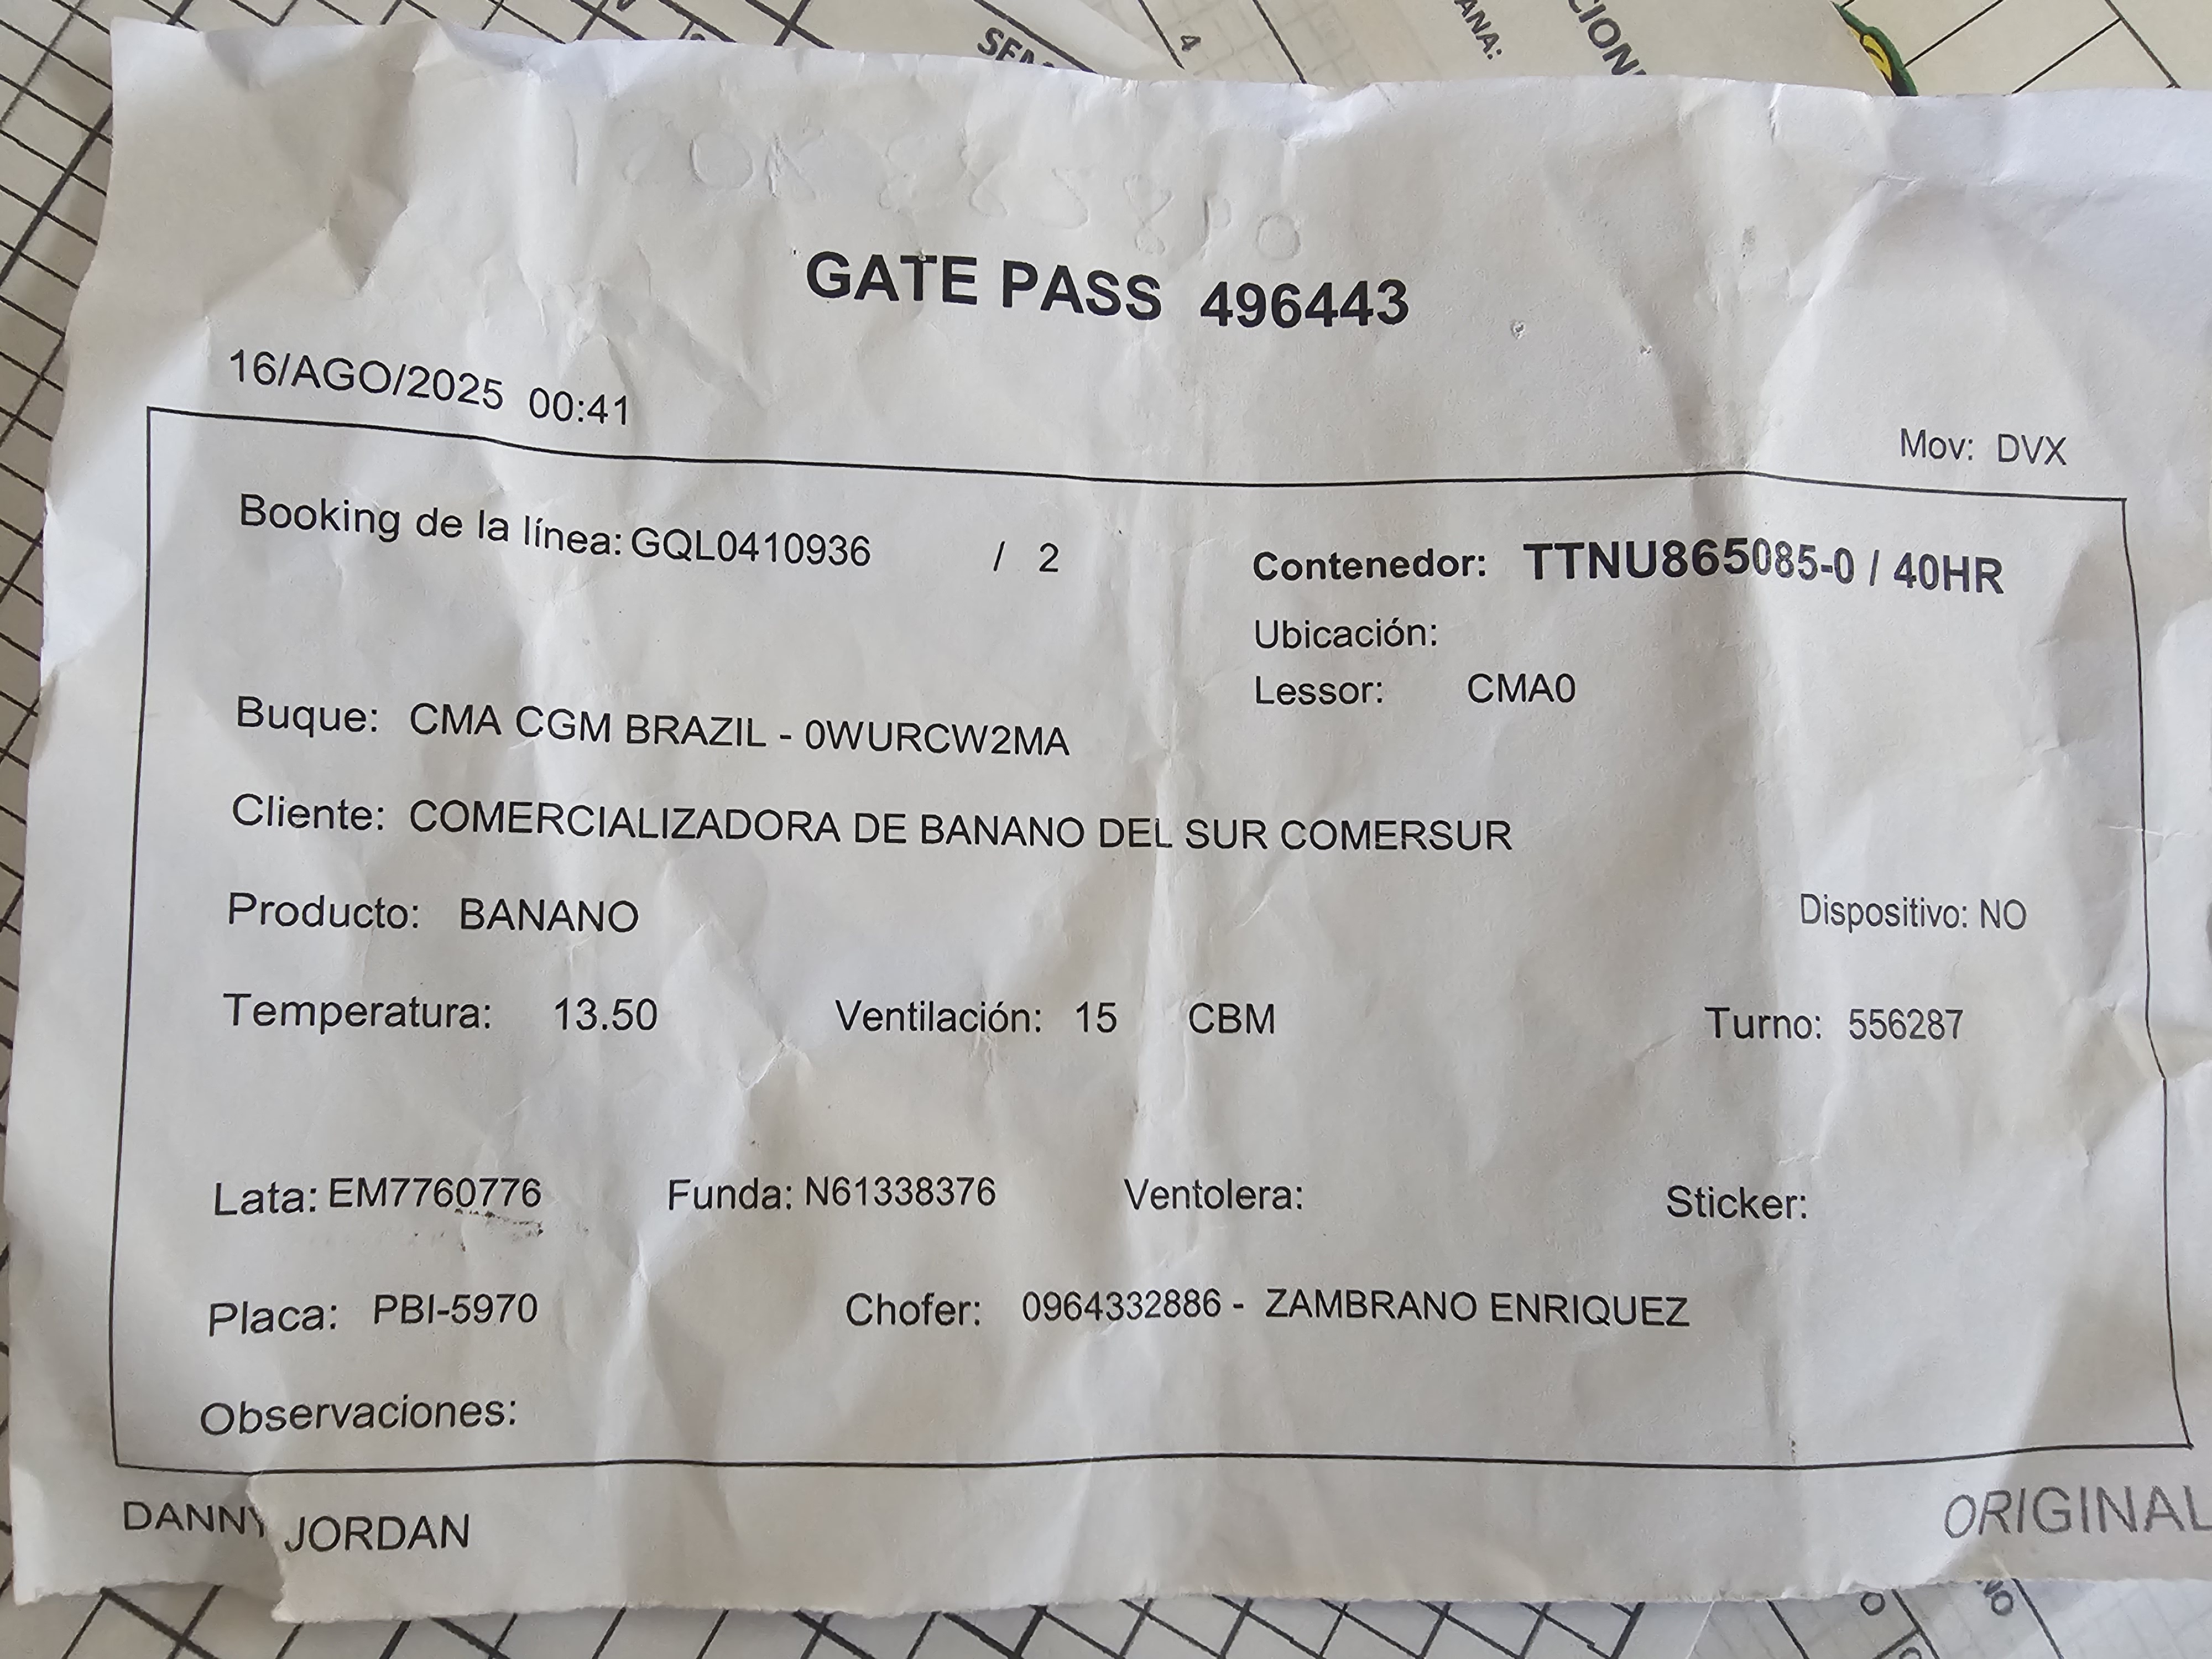 GATE PASS 496443
16/AGO/2025 00:41
Mov: DVX
Booking de la línea: GQL0410936 / 2 Contenedor: TTNU865085-0 / 40HR
Ubicación:
Buque: CMA CGM BRAZIL - 0WURCW2MA Lessor: CMA0
Cliente: COMERCIALIZADORA DE BANANO DEL SUR COMERSUR
Producto: BANANO Dispositivo: NO
Temperatura: 13.50 Ventilación: 15 CBM Turno: 556287
Lata: EM7760776 Funda: N61338376 Ventolera: Sticker:
Placa: PBI-5970 Chofer: 0964332886 - ZAMBRANO ENRIQUEZ
Observaciones:
DANNY JORDAN ORIGINAL